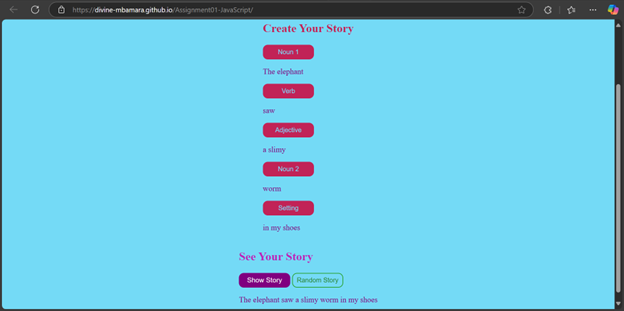 https://divine-mbamara.github.io/Assignment01-JavaScript/
Create Your Story
Noun 1
The elephant
Verb
saw
Adjective
a slimy
Noun 2
worm
Setting
in my shoes
See Your Story
Show Story Random Story
The elephant saw a slimy worm in my shoes